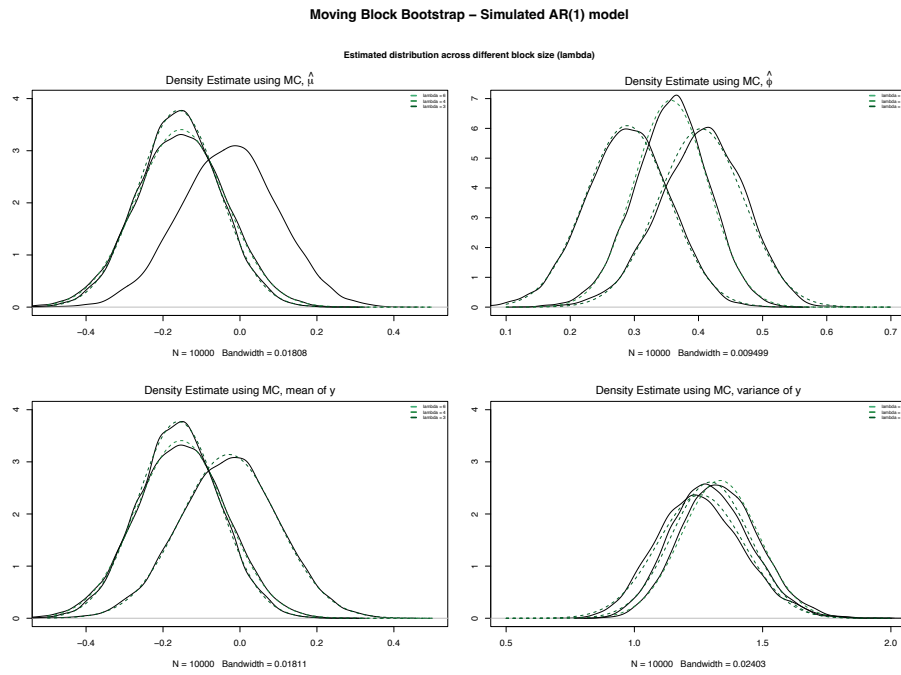 Moving Block Bootstrap – Simulated AR(1) model
Estimated distribution across different block size (lambda)
Density Estimate using MC, μ̂
4
3
2
1
0
lambda = 6
lambda = 4
lambda = 3
−0.4 −0.2 0.0 0.2 0.4
N = 10000 Bandwidth = 0.01808
Density Estimate using MC, ϕ̂
7
6
5
4
3
2
1
0
lambda =
lambda =
lambda =
0.1 0.2 0.3 0.4 0.5 0.6 0.7
N = 10000 Bandwidth = 0.009499
Density Estimate using MC, mean of y
4
3
2
1
0
lambda = 6
lambda = 4
lambda = 3
−0.4 −0.2 0.0 0.2 0.4
N = 10000 Bandwidth = 0.01811
Density Estimate using MC, variance of y
4
3
2
1
0
lambda =
lambda =
lambda =
0.5 1.0 1.5 2.0
N = 10000 Bandwidth = 0.02403